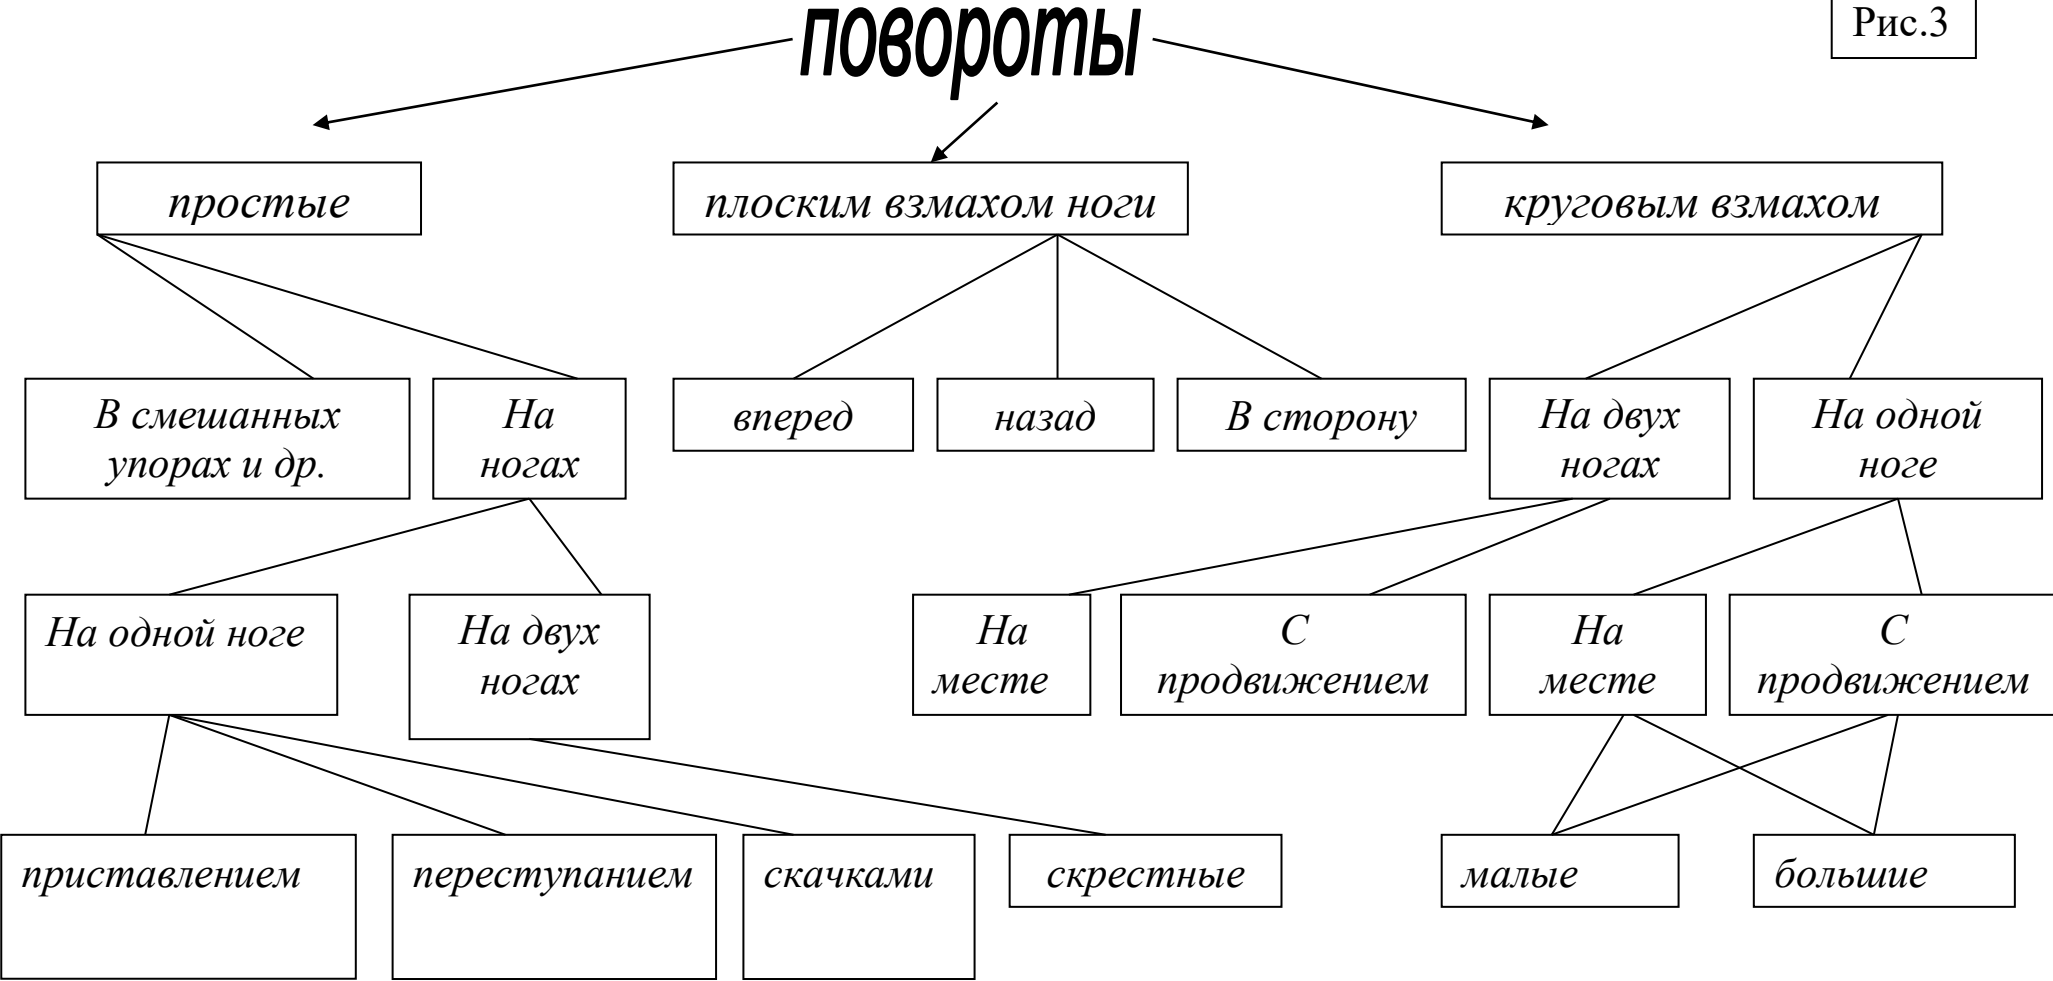 повороты
Рис.3
простые
плоским взмахом ноги
круговым взмахом
В смешанных
упорах и др.
На
ногах
вперед
назад
В сторону
На двух
ногах
На одной
ноге
На одной ноге
На двух
ногах
На
месте
С
продвижением
На
месте
С
продвижением
приставлением
переступанием
скачками
скрестные
малые
большие